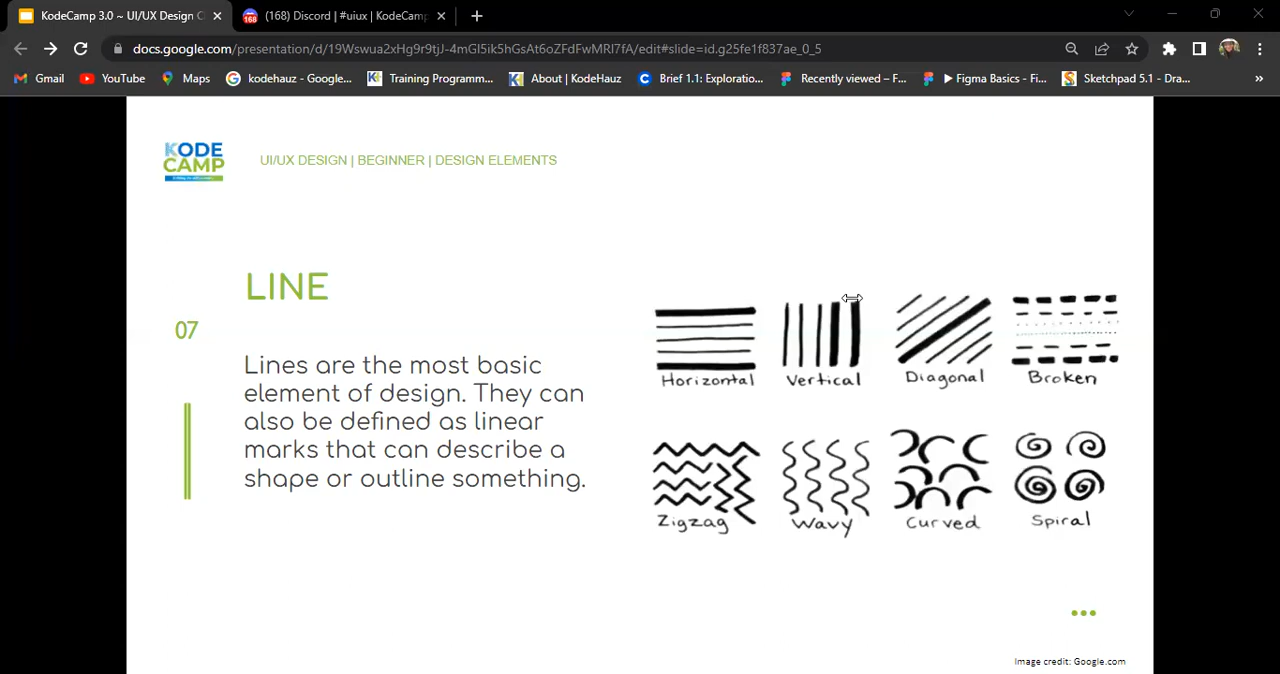 KodeCamp 3.0 ~ UI/UX Design C
(168) Discord | #uiux | KodeCamp
docs.google.com/presentation/d/19Wswua2xHg9r9tjJ-4mGl5ik5hGsAt6oZFdFwMRl7fA/edit#slide=id.g25fe1f837ae_0_5
Gmail
YouTube
Maps
kodehauz - Google...
Training Programm...
About | KodeHauz
Brief 1.1: Exploratio...
Recently viewed – F...
▶ Figma Basics - Fi...
Sketchpad 5.1 - Dra...
KODE
CAMP
UI/UX DESIGN | BEGINNER | DESIGN ELEMENTS
LINE
07
Lines are the most basic
element of design. They can
also be defined as linear
marks that can describe a
shape or outline something.
Horizontal
Vertical
Diagonal
Broken
Zigzag
Wavy
Curved
Spiral
Image credit: Google.com